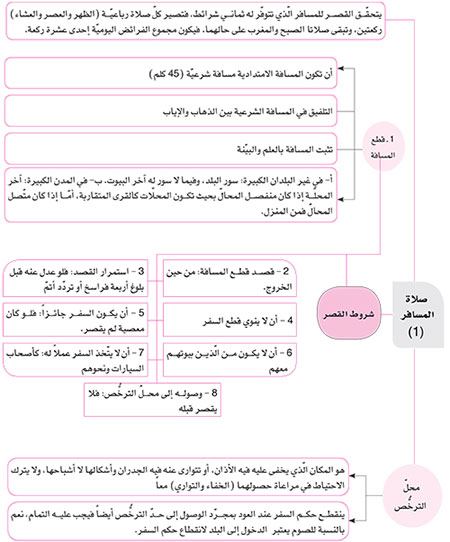 يتحقّق القصر للمسافر الّذي تتوفّر له ثماني شرائط، فتصير كلّ صلاة رباعيّة (الظهر والعصر والعشاء)
ركعتين، وتبقى صلاتا الصبح والمغرب على حالهما. فيكون مجموع الفرائض اليوميّة إحدى عشرة ركعة.
1. قطع
المسافة
أن تكون المسافة الامتدادية مسافة شرعيّة (45 كلم)
التلفيق في المسافة الشرعية بين الذهاب والإياب
تثبت المسافة بالعلم والبيّنة
أ- في غير البلدان الكبيرة: سور البلد، وفيما لا سور له آخر البيوت. ب- في المدن الكبيرة: آخر
المحلّة إذا كان منفصل المحالّ بحيث تكون المحلّات كالقرى المتقاربة، أمّا إذا كان متّصل
المحالّ فمن المنزل.
صلاة
المسافر
(1)
شروط القصر
2- قصد قطع المسافة: من حين
الخروج.
3- استمرار القصد: فلو عدل عنه قبل
بلوغ أربعة فراسخ أو تردّد أتمّ
4- أن لا ينوي قطع السفر
5- أن يكون السفر جائزاً: فلو كان
معصية لم يقصر.
6- أن لا يكون من الّذين بيوتهم
معهم
7- أن لا يتّخذ السفر عملاً له: كأصحاب
السيارات ونحوهم
8- وصوله إلى محلّ الترخّص: فلا
يقصر قبله
محلّ
الترخّص
هو المكان الّذي يخفى عليه فيه الأذان، أو تتوارى عنه فيه الجدران وأشكالها لا أشباحها، ولا يترك
الاحتياط في مراعاة حصولهما (الخفاء والتواري) معاً
ينقطع حكم السفر عند العود بمجرّد الوصول إلى حدّ الترخّص أيضاً فيجب عليه التمام، نعم
بالنسبة للصوم يعتبر الدخول إلى البلد لانقطاع حكم السفر.